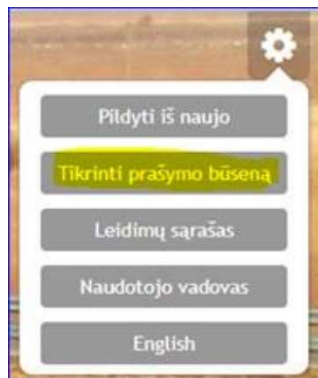 Pildyti iš naujo
Tikrinti prašymo būseną
Leidimų sąrašas
Naudotojo vadovas
English